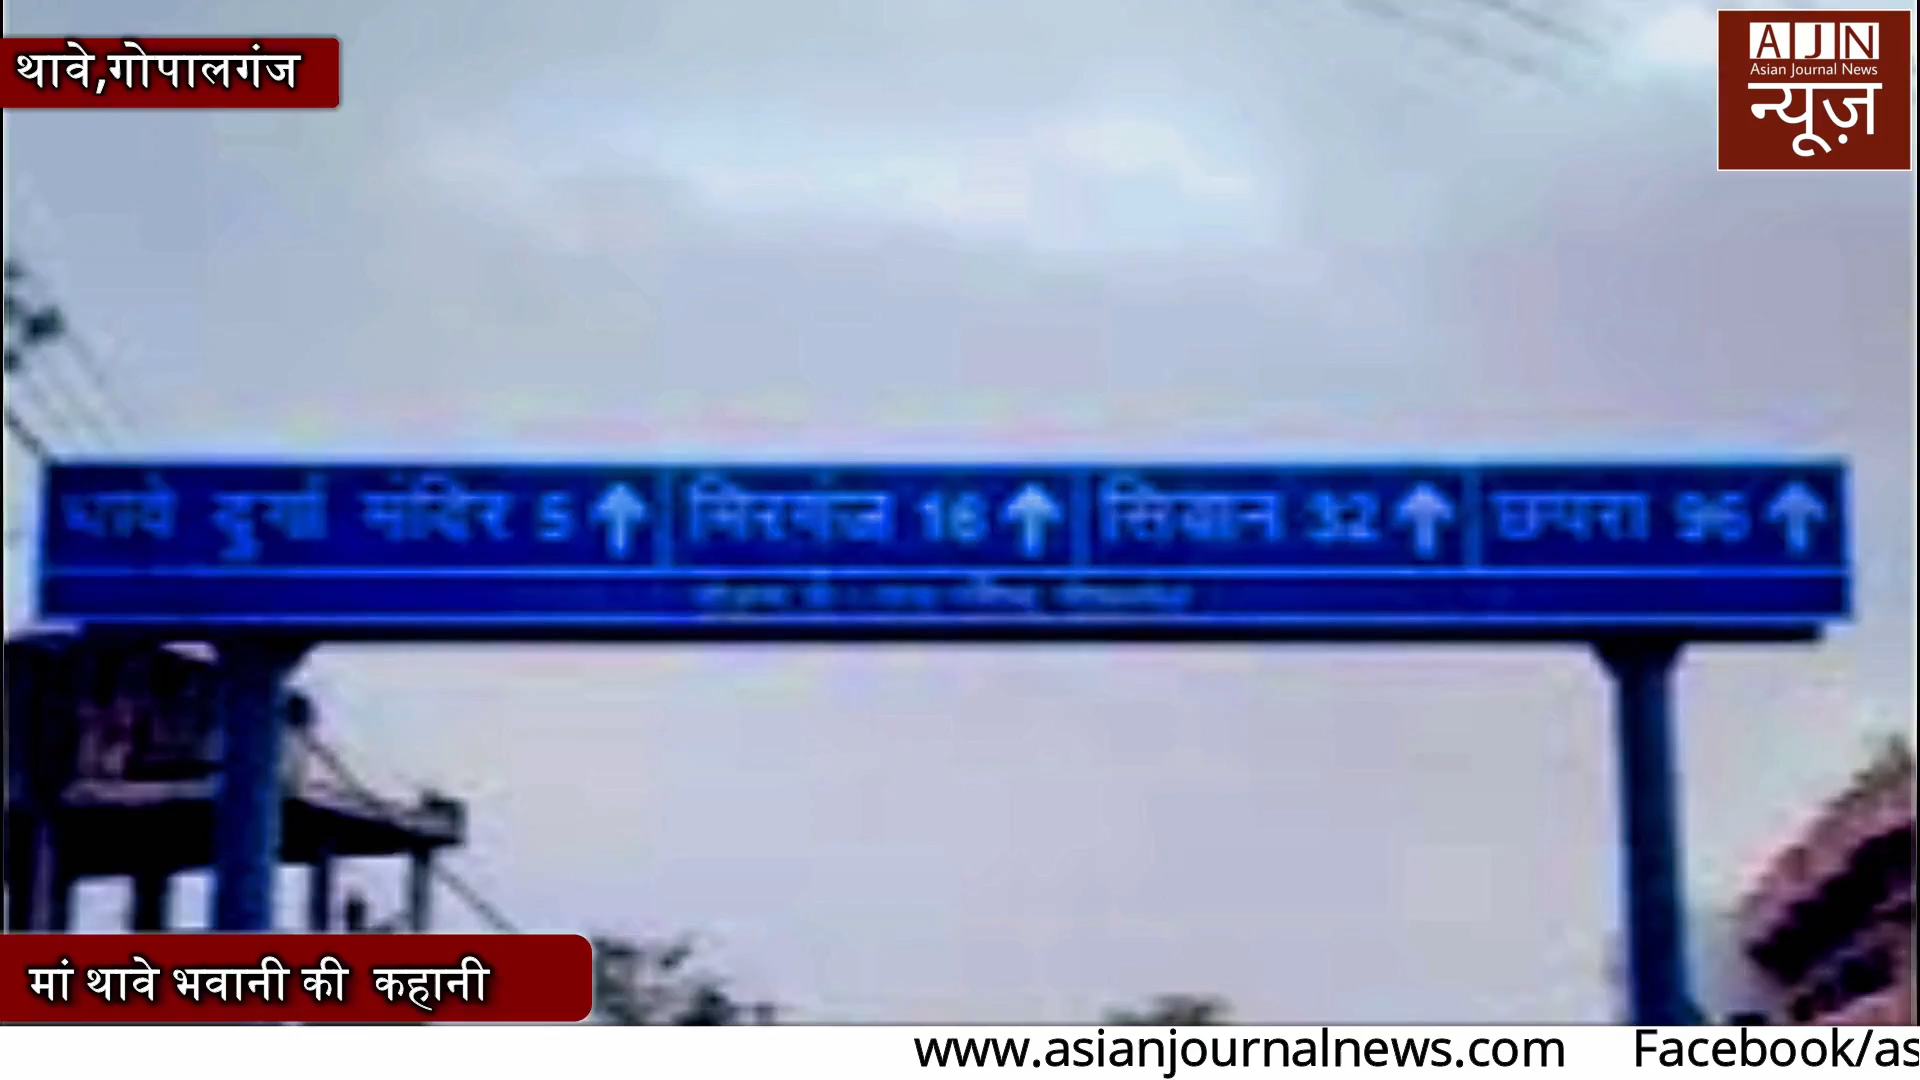 थावे,गोपालगंज
AJN
Asian Journal News
न्यूज़
थावे दुर्गा मंदिर 5 ↑ मिरगंज 16 ↑ सिवान 32 ↑ छपरा 96 ↑
मां थावे भवानी की कहानी
www.asianjournalnews.com Facebook/as